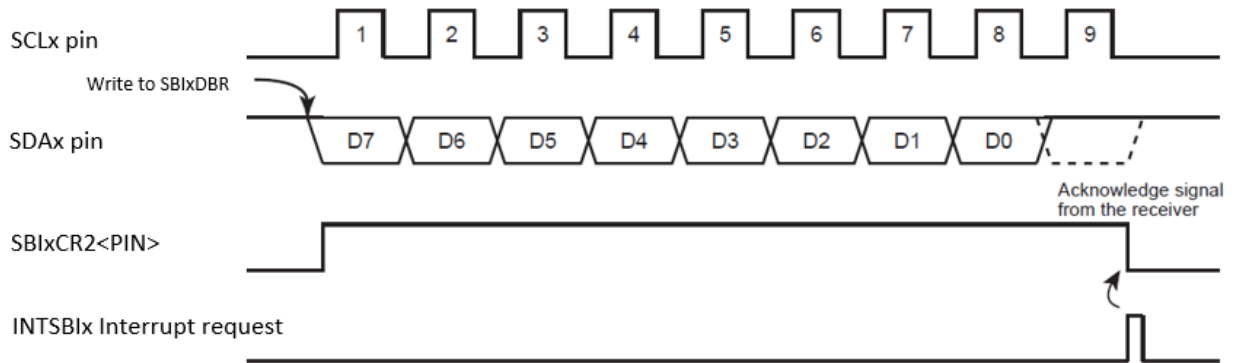 SCLx pin
1 2 3 4 5 6 7 8 9
Write to SBIxDBR
SDAx pin
D7 D6 D5 D4 D3 D2 D1 D0
Acknowledge signal
from the receiver
SBIxCR2<PIN>
INTSBIx Interrupt request